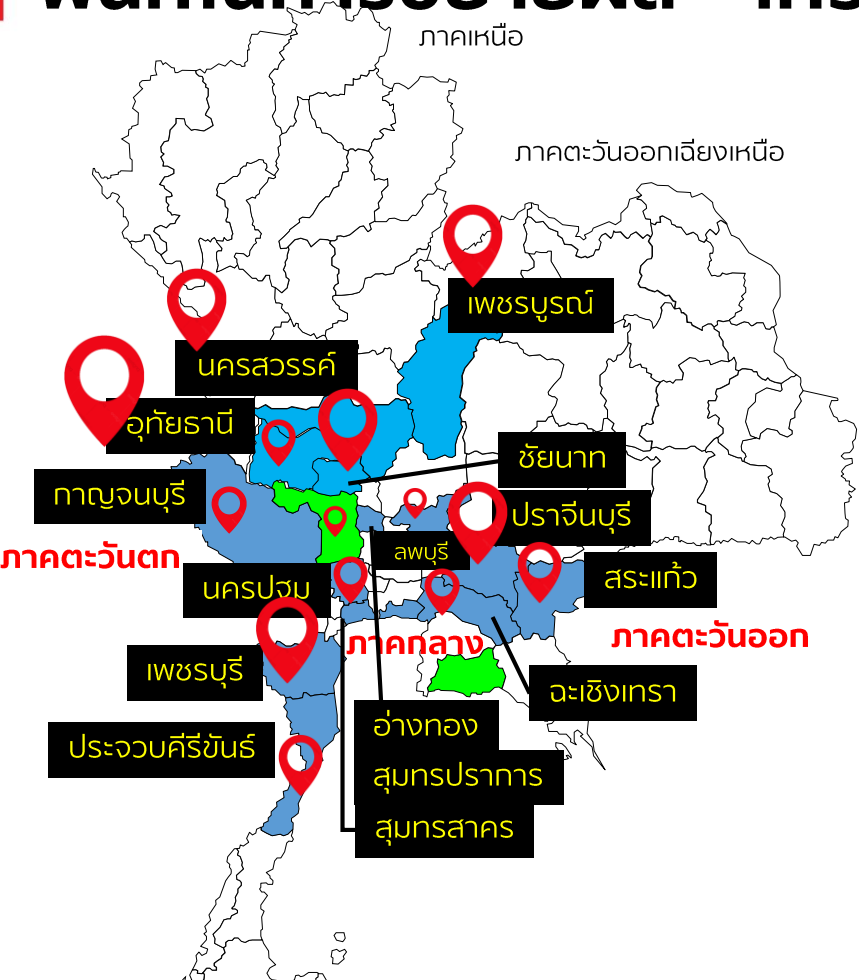 ภาคเหนือ
ภาคตะวันออกเฉียงเหนือ
เพชรบูรณ์
นครสวรรค์
อุทัยธานี
ชัยนาท
กาญจนบุรี
ปราจีนบุรี
ภาคตะวันตก
ลพบุรี
สระแก้ว
นครปฐม
ภาคกลาง
ภาคตะวันออก
เพชรบุรี
ฉะเชิงเทรา
อ่างทอง
ประจวบคีรีขันธ์
สุมทรปราการ
สุมทรสาคร